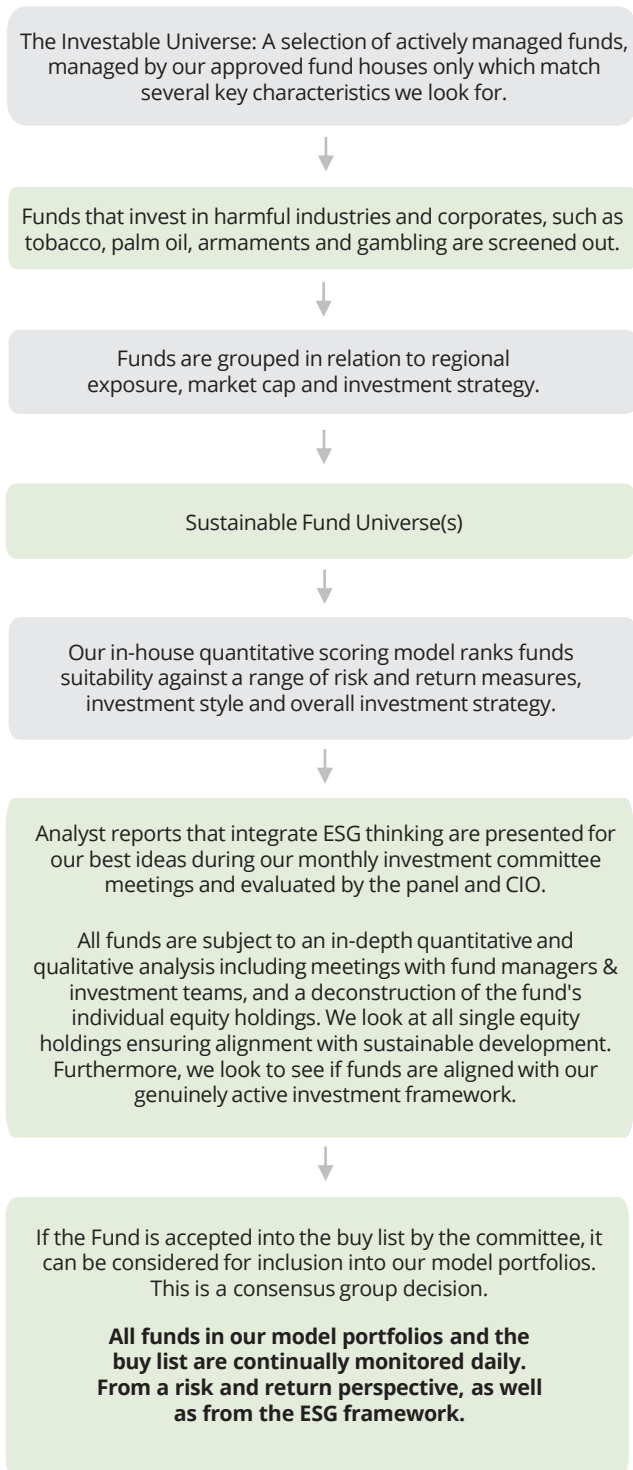 The Investable Universe: A selection of actively managed funds,
managed by our approved fund houses only which match
several key characteristics we look for.
Funds that invest in harmful industries and corporates, such as
tobacco, palm oil, armaments and gambling are screened out.
Funds are grouped in relation to regional
exposure, market cap and investment strategy.
Sustainable Fund Universe(s)
Our in-house quantitative scoring model ranks funds
suitability against a range of risk and return measures,
investment style and overall investment strategy.
Analyst reports that integrate ESG thinking are presented for
our best ideas during our monthly investment committee
meetings and evaluated by the panel and CIO.
All funds are subject to an in-depth quantitative and
qualitative analysis including meetings with fund managers &
investment teams, and a deconstruction of the fund's
individual equity holdings. We look at all single equity
holdings ensuring alignment with sustainable development.
Furthermore, we look to see if funds are aligned with our
genuinely active investment framework.
If the Fund is accepted into the buy list by the committee, it
can be considered for inclusion into our model portfolios.
This is a consensus group decision.
All funds in our model portfolios and the
buy list are continually monitored daily.
From a risk and return perspective, as well
as from the ESG framework.